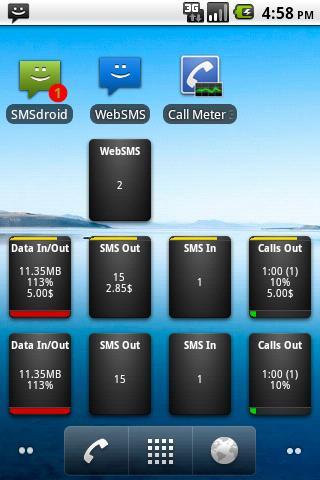 3G 4:58 PM
1
SMSdroid WebSMS Call Meter 3
WebSMS
2
Data In/Out SMS Out SMS In Calls Out
11.35MB 15 1 1:00 (1)
113% 2.85$ 10%
5.00$ 5.00$
Data In/Out SMS Out SMS In Calls Out
11.35MB 15 1 1:00 (1)
113% 10%